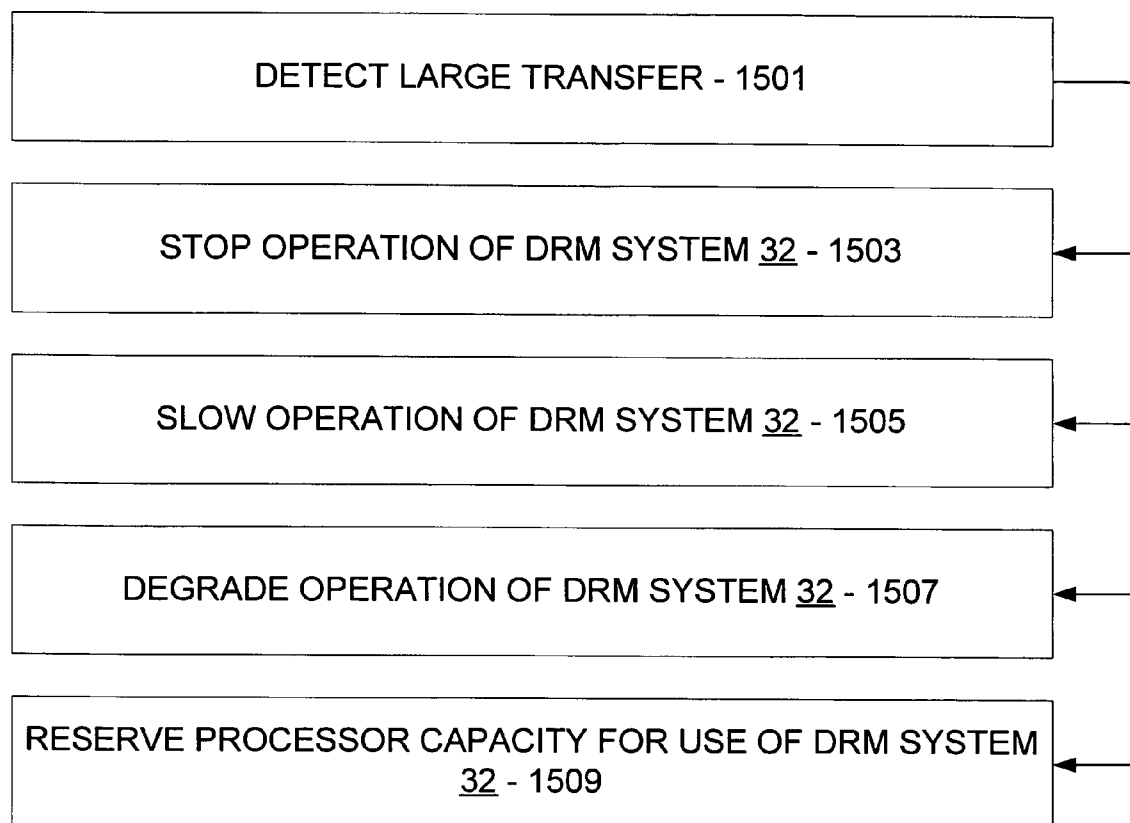 DETECT LARGE TRANSFER - 1501
STOP OPERATION OF DRM SYSTEM 32 - 1503
SLOW OPERATION OF DRM SYSTEM 32 - 1505
DEGRADE OPERATION OF DRM SYSTEM 32 - 1507
RESERVE PROCESSOR CAPACITY FOR USE OF DRM SYSTEM
32 - 1509